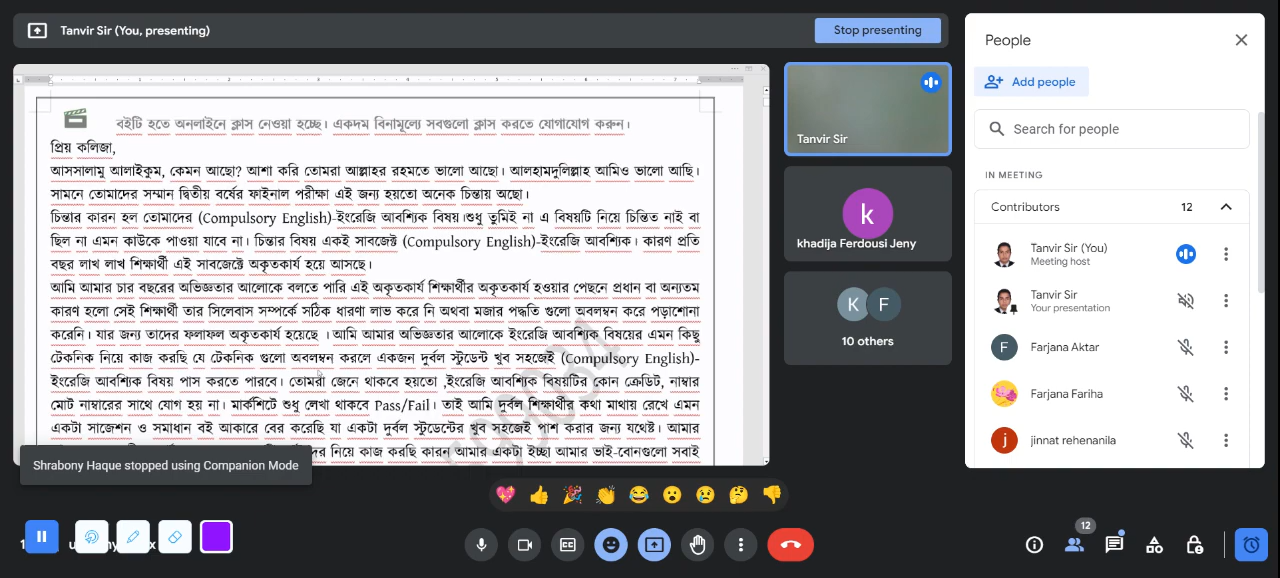 Tanvir Sir (You, presenting)
Stop presenting
বইটি হতে অনলাইনে ক্লাস নেওয়া হচ্ছে। একদম বিনামূল্যে সবগুলো ক্লাস করতে যোগাযোগ করুন।
প্রিয় কলিজা,
আসসালামু আলাইকুম, কেমন আছো? আশা করি তোমরা আল্লাহর রহমতে ভালো আছো। আলহামদুলিল্লাহ আমিও ভালো আছি।
সামনে তোমাদের সম্মান দ্বিতীয় বর্ষের ফাইনাল পরীক্ষা এই জন্য হয়তো অনেক চিন্তায় অছো।
চিন্তার কারন হল তোমাদের (Compulsory English)-ইংরেজি আবশ্যিক বিষয়।শুধু তুমিই না এ বিষয়টি নিয়ে চিন্তিত নাই বা
ছিল না এমন কাউকে পাওয়া যাবে না। চিন্তার বিষয় একই সাবজেক্ট (Compulsory English)-ইংরেজি আবশ্যিক। কারণ প্রতি
বছর লাখ লাখ শিক্ষার্থী এই সাবজেক্টে অকৃতকার্য হয়ে আসছে।
আমি আমার চার বছরের অভিজ্ঞতার আলোকে বলতে পারি এই অকৃতকার্য শিক্ষার্থীর অকৃতকার্য হওয়ার পেছনে প্রধান বা অন্যতম
কারণ হলো সেই শিক্ষার্থী তার সিলেবাস সম্পর্কে সঠিক ধারণা লাভ করে নি অথবা মজার পদ্ধতি গুলো অবলম্বন করে পড়াশোনা
করেনি। যার জন্য তাদের ফলাফল অকৃতকার্য হয়েছে । আমি আমার অভিজ্ঞতার আলোকে ইংরেজি আবশ্যিক বিষয়ের এমন কিছু
টেকনিক নিয়ে কাজ করছি যে টেকনিক গুলো অবলম্বন করলে একজন দুর্বল স্টুডেন্ট খুব সহজেই (Compulsory English)-
ইংরেজি আবশ্যিক বিষয় পাস করতে পারবে। তোমরা জেনে থাকবে হয়তো ,ইংরেজি আবশ্যিক বিষয়টির কোন ক্রেডিট, নাম্বার
মোট নাম্বারের সাথে যোগ হয় না। মার্কশিটে শুধু লেখা থাকবে Pass/Fail। তাই আমি দুর্বল শিক্ষার্থীর কথা মাথায় রেখে এমন
একটা সাজেশন ও সমাধান বই আকারে বের করেছি যা একটা দুর্বল স্টুডেন্টের খুব সহজেই পাশ করার জন্য যথেষ্ট। আমার
দের নিয়ে কাজ করছি কারন আমার একটা ইচ্ছা আমার ভাই-বোনগুলো সবাই
Shrabony Haque stopped using Companion Mode
Tanvir Sir
k
khadija Ferdousi Jeny
K F
10 others
People
Add people
Search for people
IN MEETING
Contributors 12
Tanvir Sir (You)
Meeting host
Tanvir Sir
Your presentation
F Farjana Aktar
Farjana Fariha
j jinnat rehenanila
12